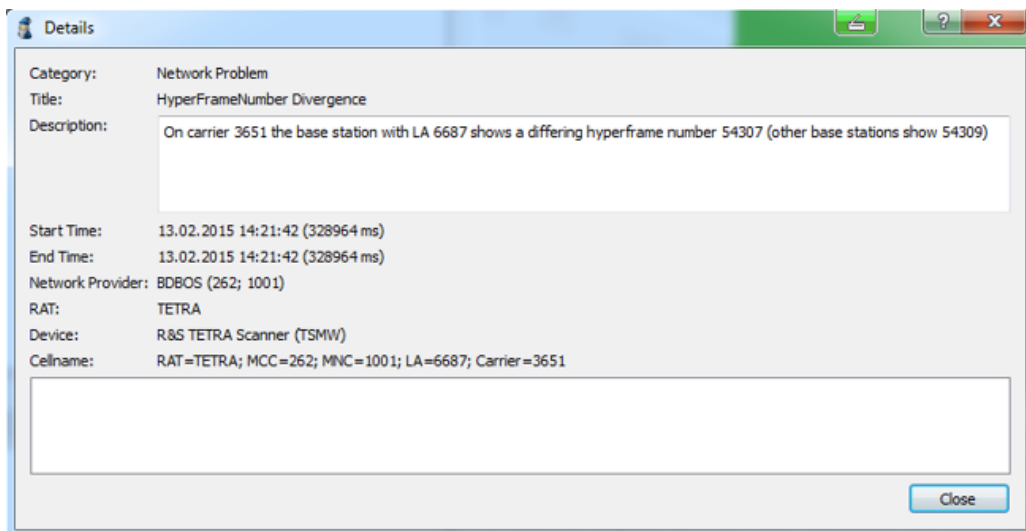 Details
Category: Network Problem
Title: HyperFrameNumber Divergence
Description: On carrier 3651 the base station with LA 6687 shows a differing hyperframe number 54307 (other base stations show 54309)
Start Time: 13.02.2015 14:21:42 (328964 ms)
End Time: 13.02.2015 14:21:42 (328964 ms)
Network Provider: BDBOS (262; 1001)
RAT: TETRA
Device: R&S TETRA Scanner (TSMW)
Cellname: RAT=TETRA; MCC=262; MNC=1001; LA=6687; Carrier=3651
Close